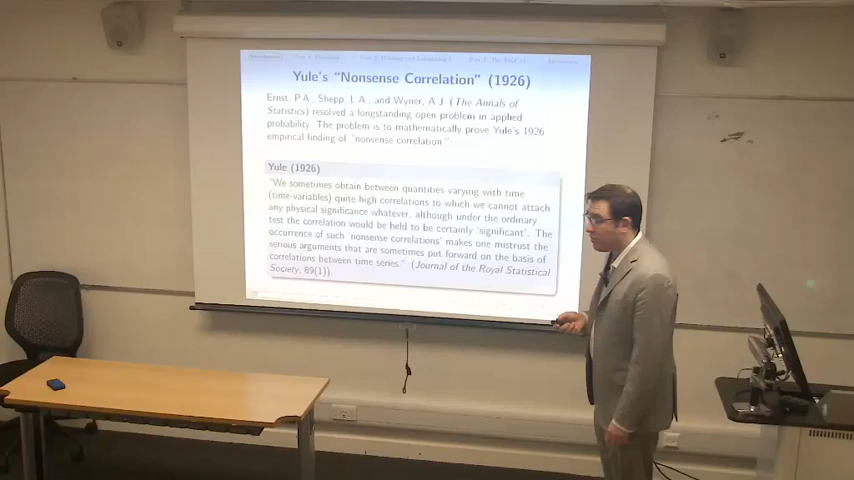 Yule's "Nonsense Correlation" (1926)
Ernst, P.A., Shepp, L.A., and Wyner, A.J. (The Annals of
Statistics) resolved a longstanding open problem in applied
probability. The problem is to mathematically prove Yule's 1926
empirical finding of "nonsense correlation."
Yule (1926)
"We sometimes obtain between quantities varying with time
(time-variables) quite high correlations to which we cannot attach
any physical significance whatever, although under the ordinary
test the correlation would be held to be certainly 'significant'. The
occurrence of such 'nonsense correlations' makes one mistrust the
serious arguments that are sometimes put forward on the basis of
correlations between time series." (Journal of the Royal Statistical
Society, 89(1))